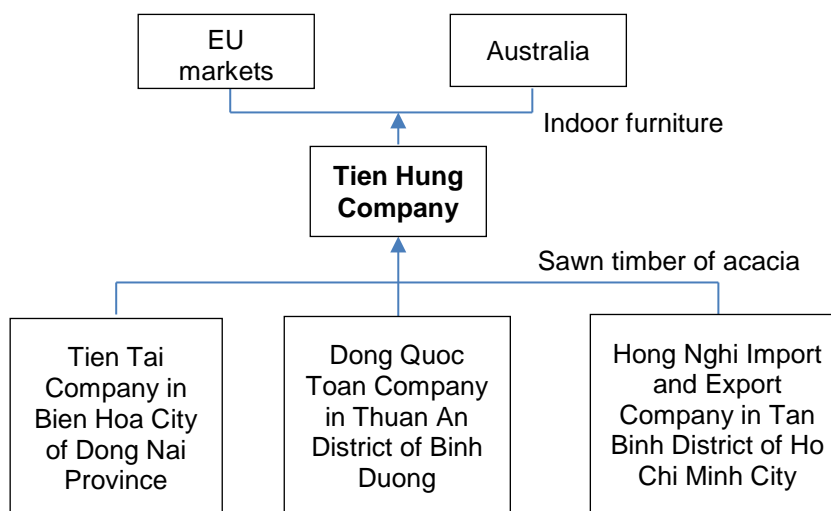 EU
markets
Australia
Indoor furniture
Tien Hung
Company
Sawn timber of acacia
Tien Tai
Company in
Bien Hoa City
of Dong Nai
Province
Dong Quoc
Toan Company
in Thuan An
District of Binh
Duong
Hong Nghi Import
and Export
Company in Tan
Binh District of Ho
Chi Minh City